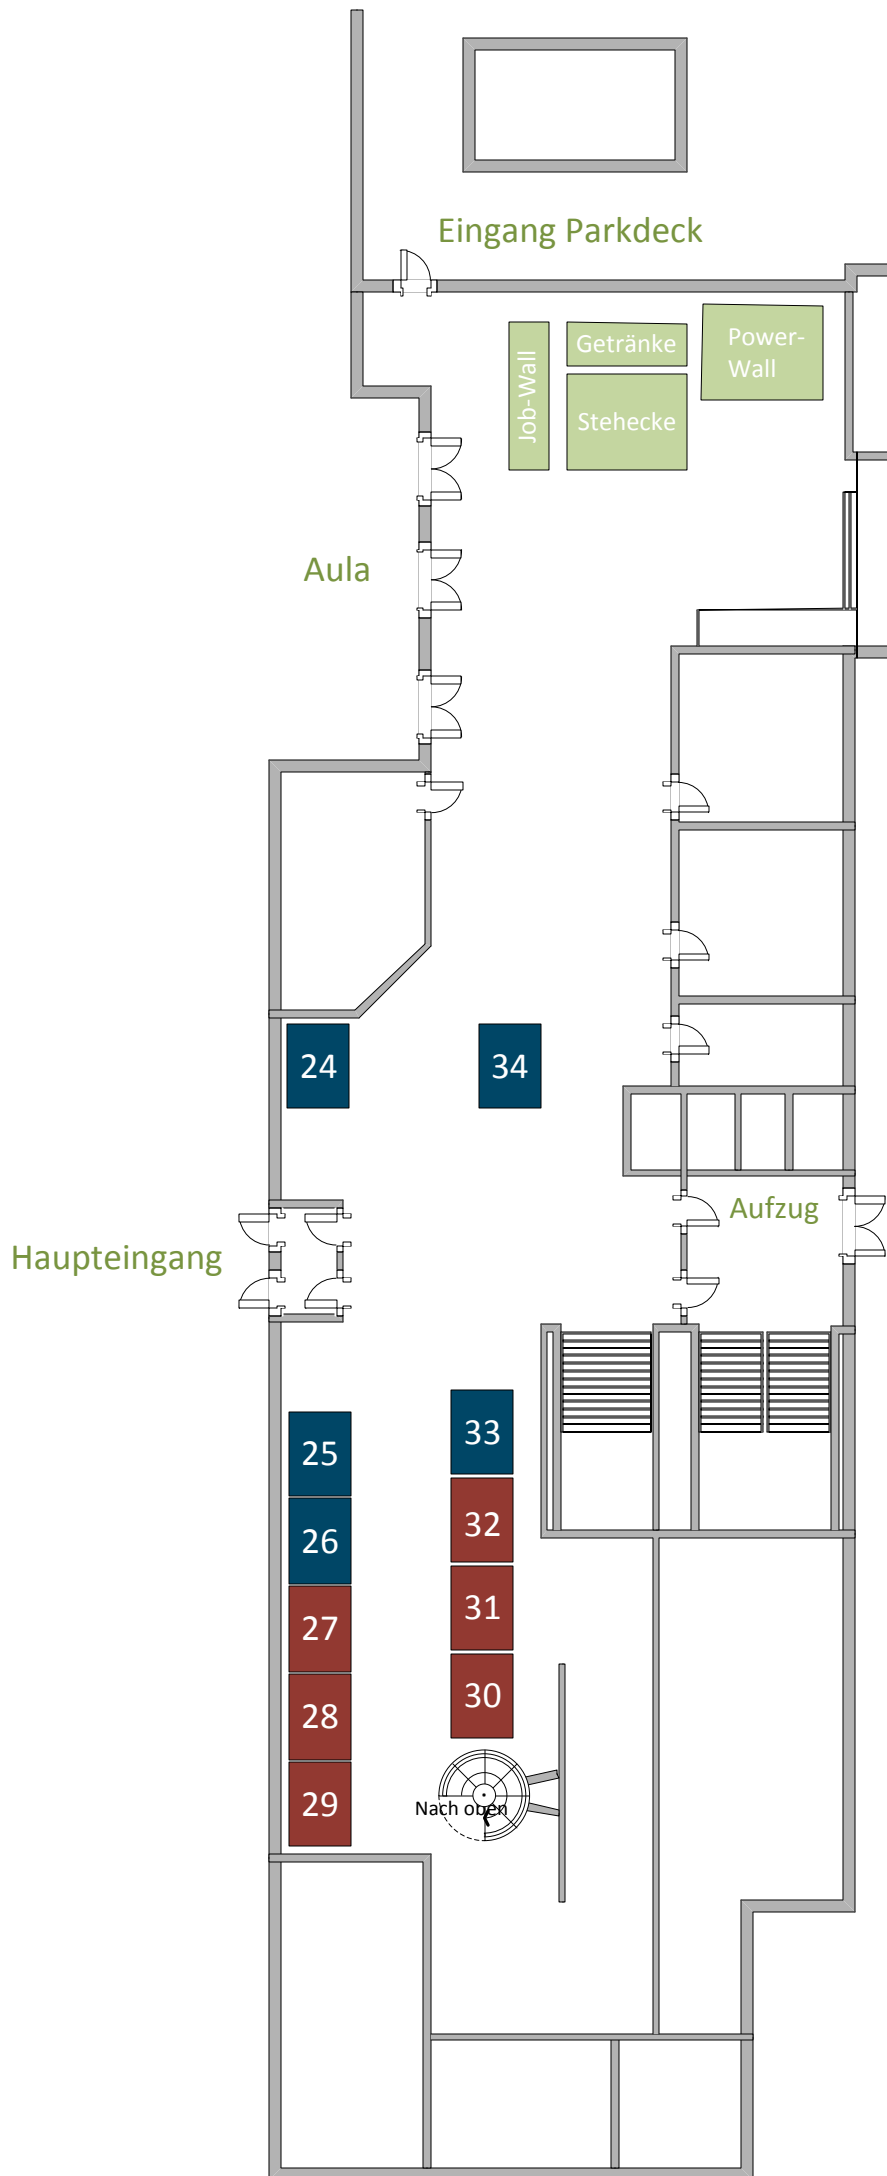 Eingang Parkdeck
Job-Wall
Getränke
Power-
Wall
Stehecke
Aula
24
34
Aufzug
Haupteingang
33
25
32
26
31
27
30
28
29
Nach oben